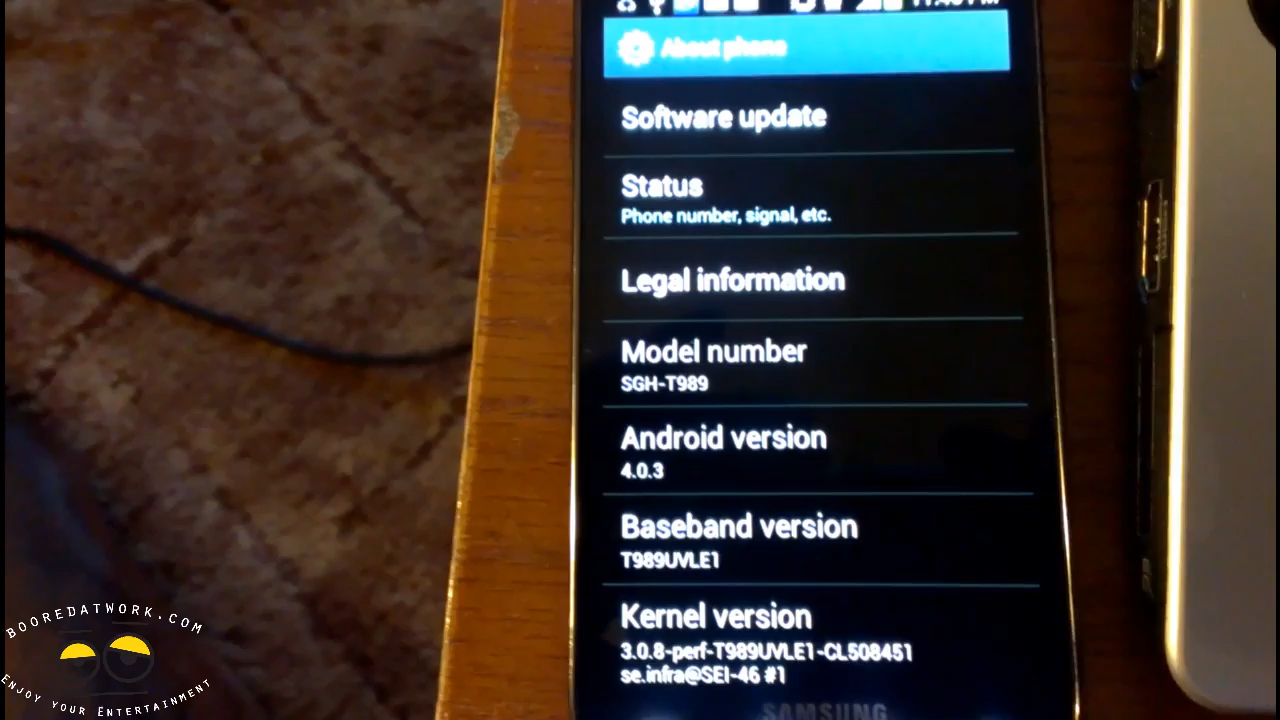 About phone
Software update
Status
Phone number, signal, etc.
Legal information
Model number
SGH-T989
Android version
4.0.3
Baseband version
T989UVLE1
Kernel version
3.0.8-perf-T989UVLE1-CL508451
se.infra@SEI-46 #1
SAMSUNG
BOOREDATWORK.COM
ENJOY YOUR ENTERTAINMENT